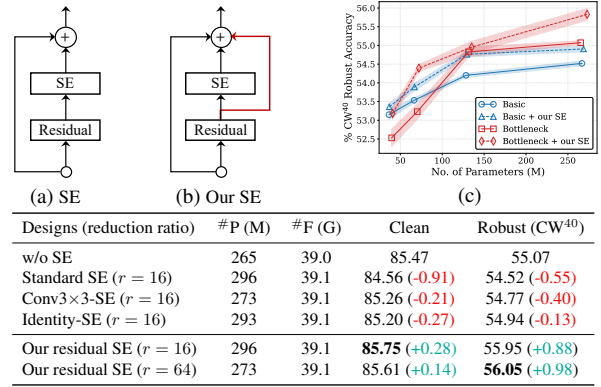 +
SE
Residual
(a) SE
+
SE
Residual
(b) Our SE
% CW⁴⁰ Robust Accuracy
56.0
55.5
55.0
54.5
54.0
53.5
53.0
52.5
50 100 150 200 250
No. of Parameters (M)
Basic
Basic + our SE
Bottleneck
Bottleneck + our SE
(c)
Designs (reduction ratio) #P (M) #F (G) Clean Robust (CW⁴⁰)
w/o SE 265 39.0 85.47 55.07
Standard SE (r = 16) 296 39.1 84.56 (-0.91) 54.52 (-0.55)
Conv3×3-SE (r = 16) 273 39.1 85.26 (-0.21) 54.77 (-0.40)
Identity-SE (r = 16) 293 39.1 85.20 (-0.27) 54.94 (-0.13)
Our residual SE (r = 16) 296 39.1 85.75 (+0.28) 55.95 (+0.88)
Our residual SE (r = 64) 273 39.1 85.61 (+0.14) 56.05 (+0.98)